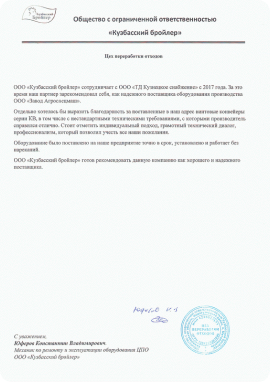 Кузбасский
Бройлер
Общество с ограниченной ответственностью
«Кузбасский бройлер»
Цех переработки отходов
ООО «Кузбасский бройлер» сотрудничает с ООО «ТД Кузнецкое снабжение» с 2017 года. За это
время наш партнер зарекомендовал себя, как надежного поставщика оборудования производства
ООО «Завод Агросельмаш».
Отдельно хотелось бы выразить благодарность за поставленные в наш адрес винтовые конвейеры
серии КВ, в том числе с нестандартными техническими требованиями, с которыми производитель
справился отлично. Стоит отметить индивидуальный подход, грамотный технический диалог,
профессионализм, который позволил учесть все наши пожелания.
Оборудование было поставлено на наше предприятие точно в срок, установлено и работает без
нареканий.
ООО «Кузбасский бройлер» готов рекомендовать данную компанию как хорошего и надежного
поставщика.
С уважением,
Юферов Константин Владимирович.
Механик по ремонту и эксплуатации оборудования ЦПО
ООО «Кузбасский бройлер»